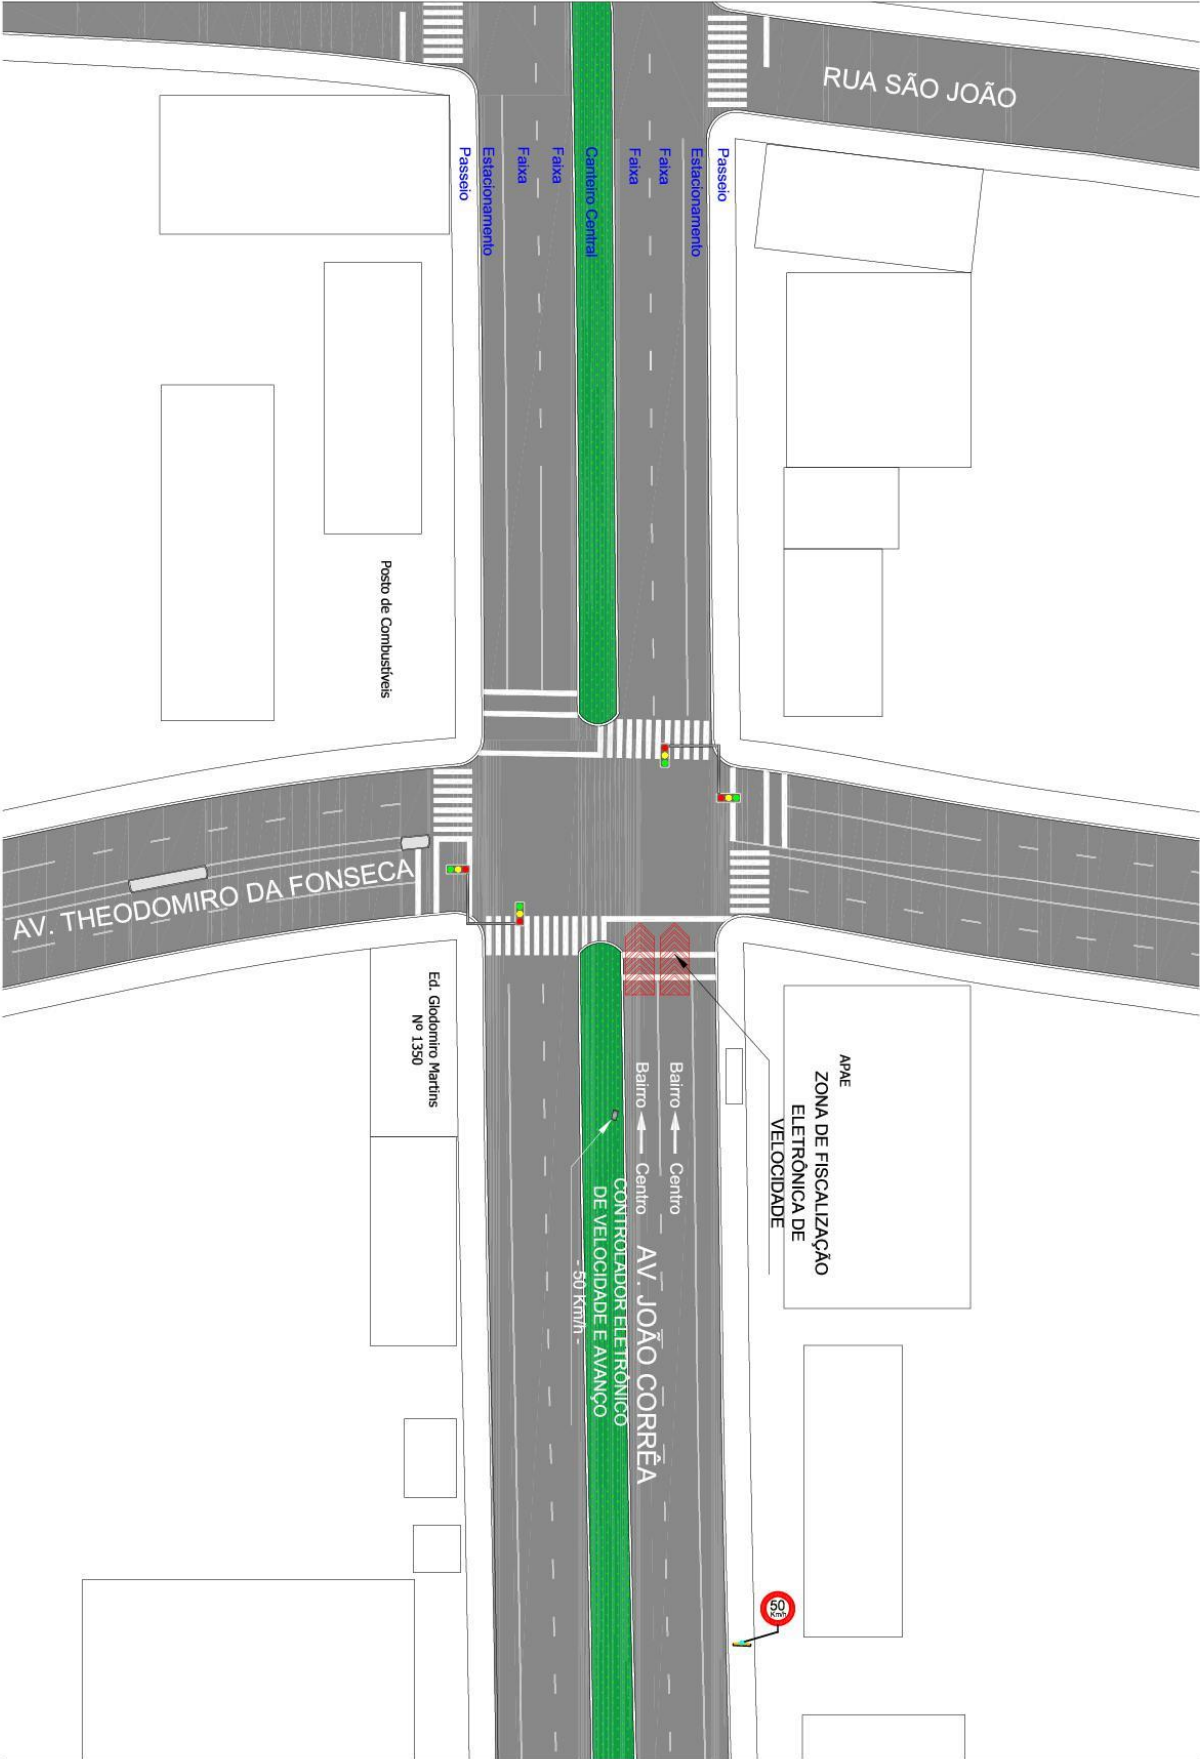 RUA SÃO JOÃO
Passeio
Estacionamento
Faixa
Faixa
Canteiro Central
Faixa
Faixa
Estacionamento
Passeio
Posto de Combustíveis
AV. THEODOMIRO DA FONSECA
Ed. Glodomiro Martins
Nº 1350
Bairro Centro
Bairro Centro
APAE
ZONA DE FISCALIZAÇÃO
ELETRÔNICA DE
VELOCIDADE
AV. JOÃO CORRÊA
CONTROLADOR ELETRÔNICO
DE VELOCIDADE E AVANÇO
- 50 Km/h -
50
Km/h